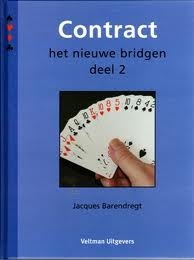 Contract
het nieuwe bridgen
deel 2
Jacques Barendregt
Veltman Uitgevers